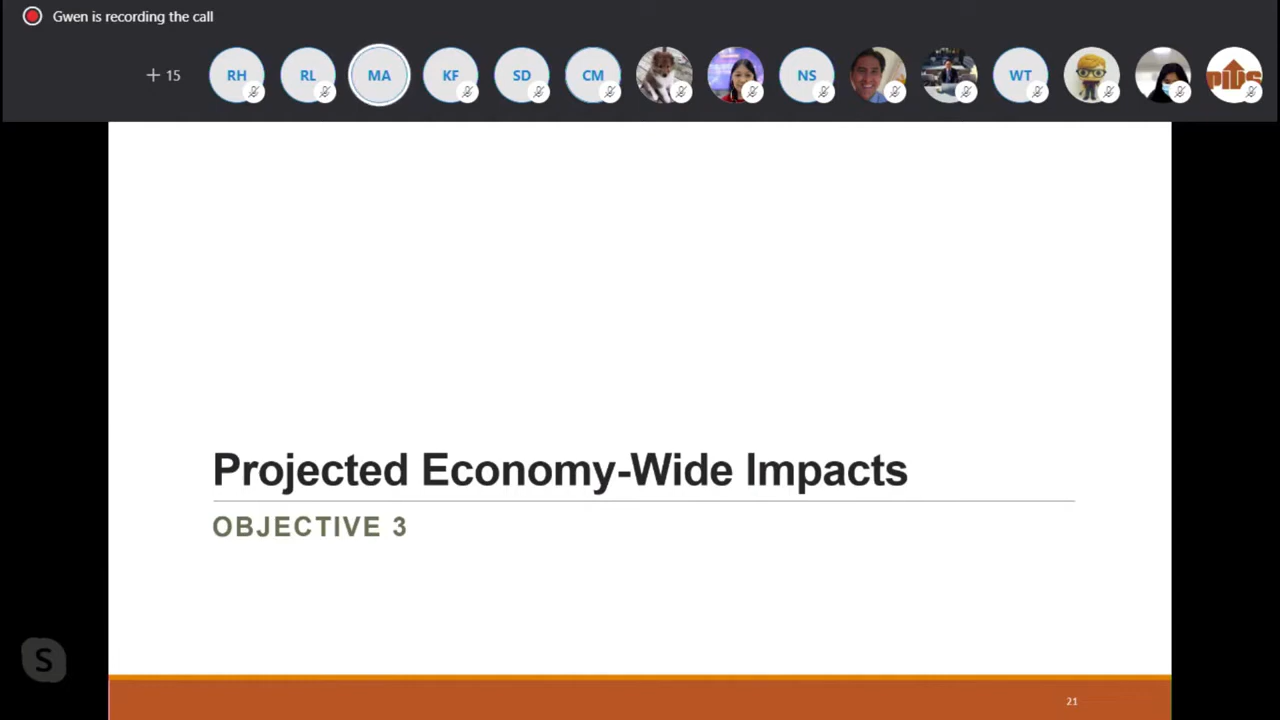 Gwen is recording the call
+ 15
RH
RL
MA
KF
SD
CM
NS
WT
PIDS
Projected Economy-Wide Impacts
OBJECTIVE 3
S
21